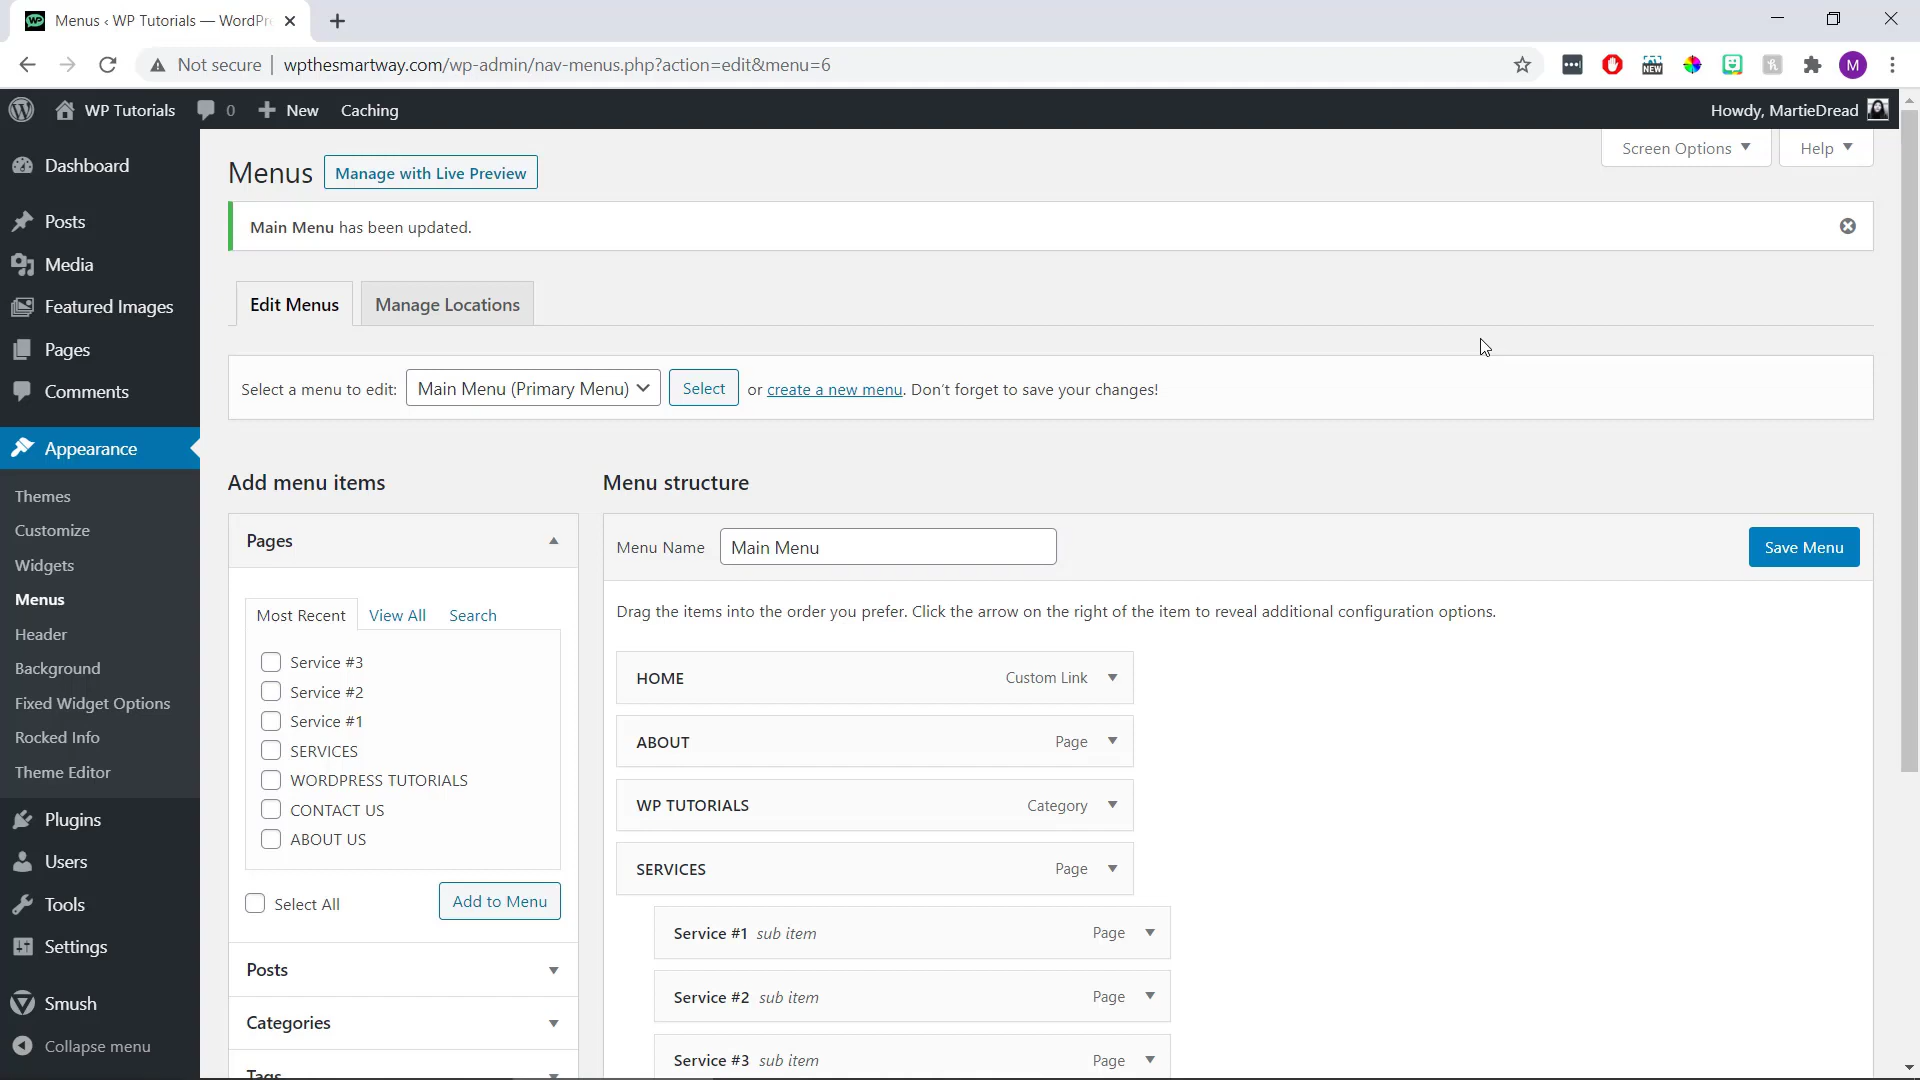 Menus ‹ WP Tutorials — WordPre
Not secure | wpthesmartway.com/wp-admin/nav-menus.php?action=edit&menu=6
NEW
M
WP Tutorials 0 New Caching
Howdy, MartieDread
Dashboard
Posts
Media
Featured Images
Pages
Comments
Appearance
Themes
Customize
Widgets
Menus
Header
Background
Fixed Widget Options
Rocked Info
Theme Editor
Plugins
Users
Tools
Settings
Smush
Collapse menu
Screen Options
Help
Menus
Manage with Live Preview
Main Menu has been updated.
Edit Menus
Manage Locations
Select a menu to edit: Main Menu (Primary Menu) Select or create a new menu. Don’t forget to save your changes!
Add menu items
Pages
Most Recent View All Search
Service #3
Service #2
Service #1
SERVICES
WORDPRESS TUTORIALS
CONTACT US
ABOUT US
Select All
Add to Menu
Posts
Categories
Tags
Menu structure
Menu Name Main Menu
Save Menu
Drag the items into the order you prefer. Click the arrow on the right of the item to reveal additional configuration options.
HOME Custom Link
ABOUT Page
WP TUTORIALS Category
SERVICES Page
Service #1 sub item Page
Service #2 sub item Page
Service #3 sub item Page